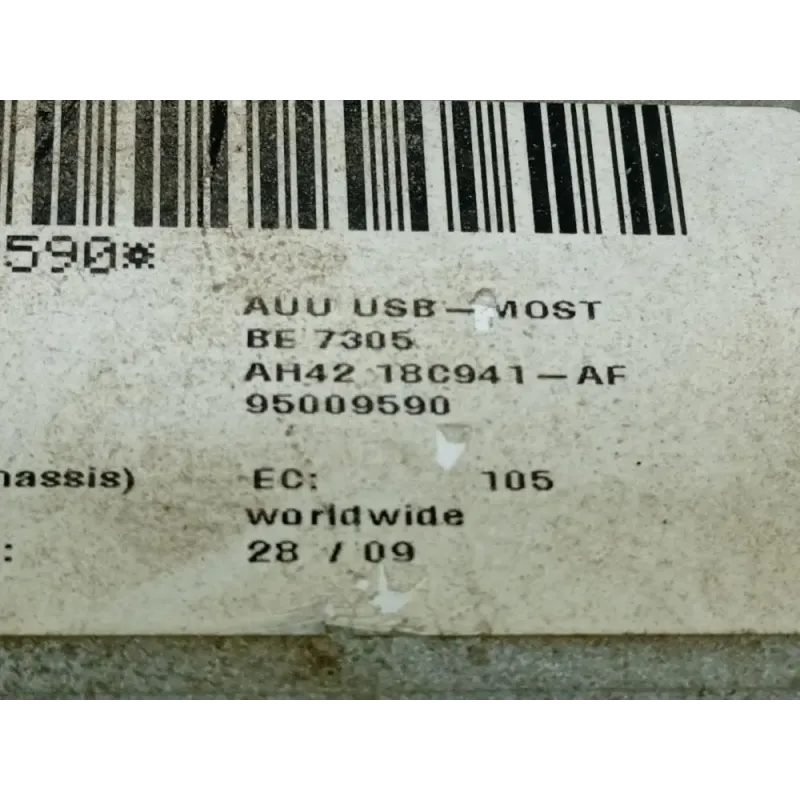 590*
AUU USB-MOST
BE 7305
AH42 18C941-AF
95009590
hassis) EC: 105
worldwide
: 28 / 09